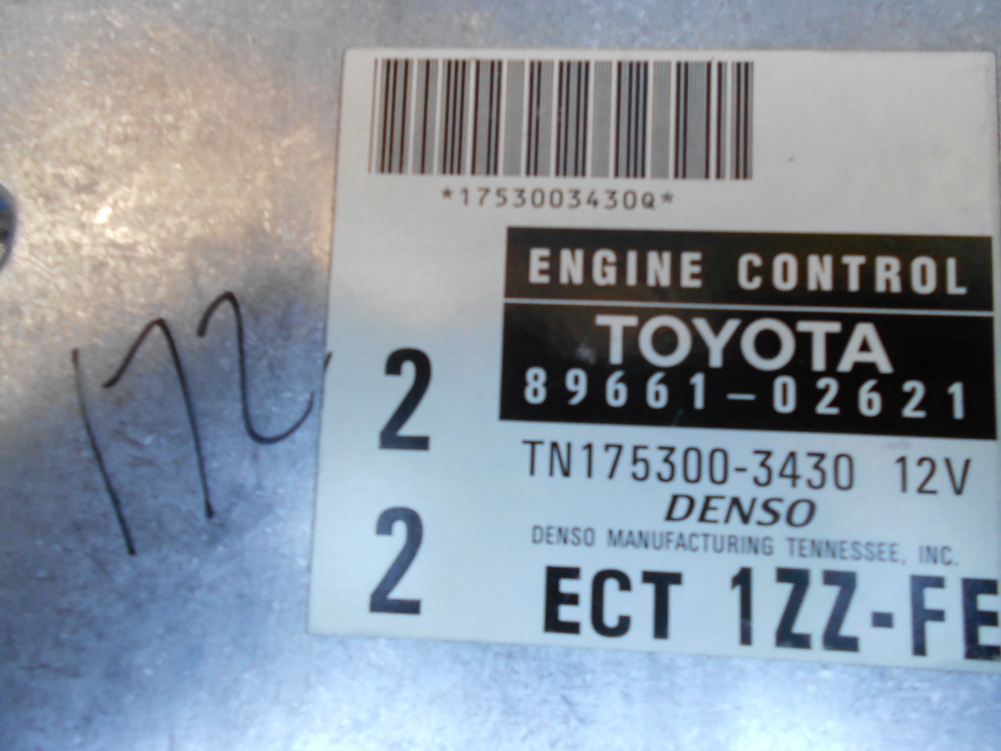 *1753003430Q*
ENGINE CONTROL
TOYOTA
89661-02621
TN175300-3430 12V
DENSO
DENSO MANUFACTURING TENNESSEE, INC.
ECT 1ZZ-FE
2
2
172